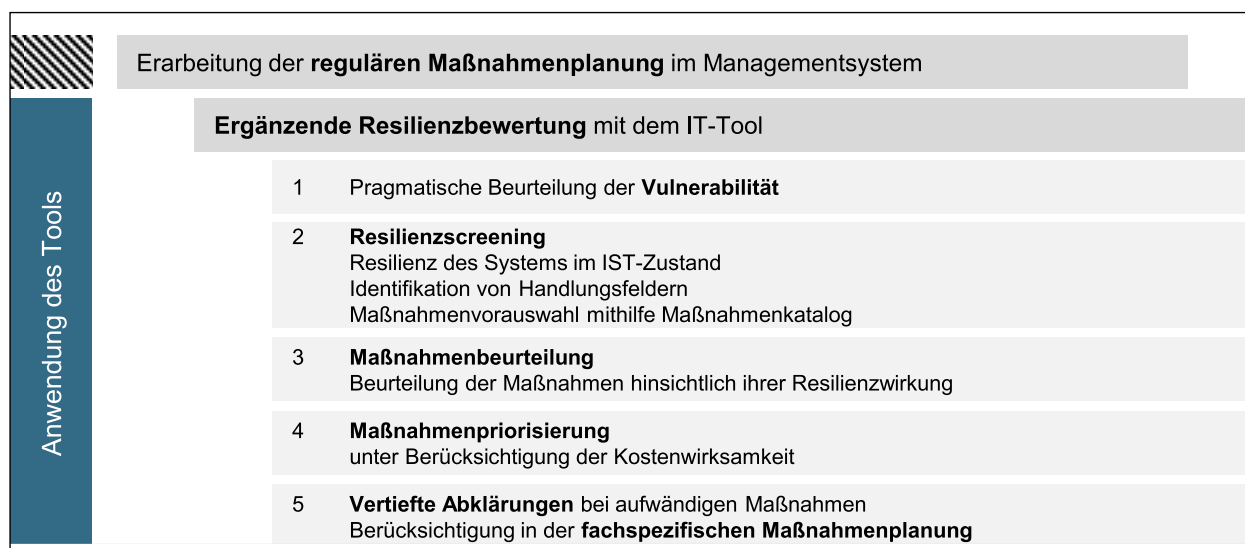 Erarbeitung der regulären Maßnahmenplanung im Managementsystem
Ergänzende Resilienzbewertung mit dem IT-Tool
Anwendung des Tools
1 Pragmatische Beurteilung der Vulnerabilität
2 Resilienzscreening
Resilienz des Systems im IST-Zustand
Identifikation von Handlungsfeldern
Maßnahmenvorauswahl mithilfe Maßnahmenkatalog
3 Maßnahmenbeurteilung
Beurteilung der Maßnahmen hinsichtlich ihrer Resilienzwirkung
4 Maßnahmenpriorisierung
unter Berücksichtigung der Kostenwirksamkeit
5 Vertiefte Abklärungen bei aufwändigen Maßnahmen
Berücksichtigung in der fachspezifischen Maßnahmenplanung